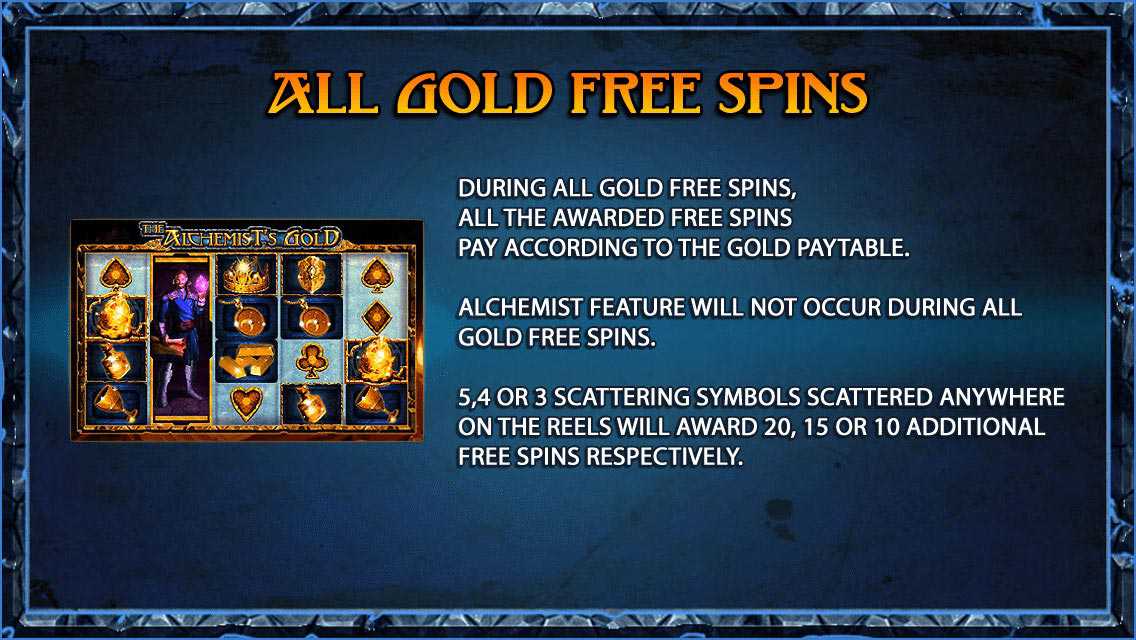 ALL GOLD FREE SPINS
DURING ALL GOLD FREE SPINS,
ALL THE AWARDED FREE SPINS
PAY ACCORDING TO THE GOLD PAYTABLE.
ALCHEMIST FEATURE WILL NOT OCCUR DURING ALL
GOLD FREE SPINS.
5,4 OR 3 SCATTERING SYMBOLS SCATTERED ANYWHERE
ON THE REELS WILL AWARD 20, 15 OR 10 ADDITIONAL
FREE SPINS RESPECTIVELY.
THE ALCHEMIST'S GOLD